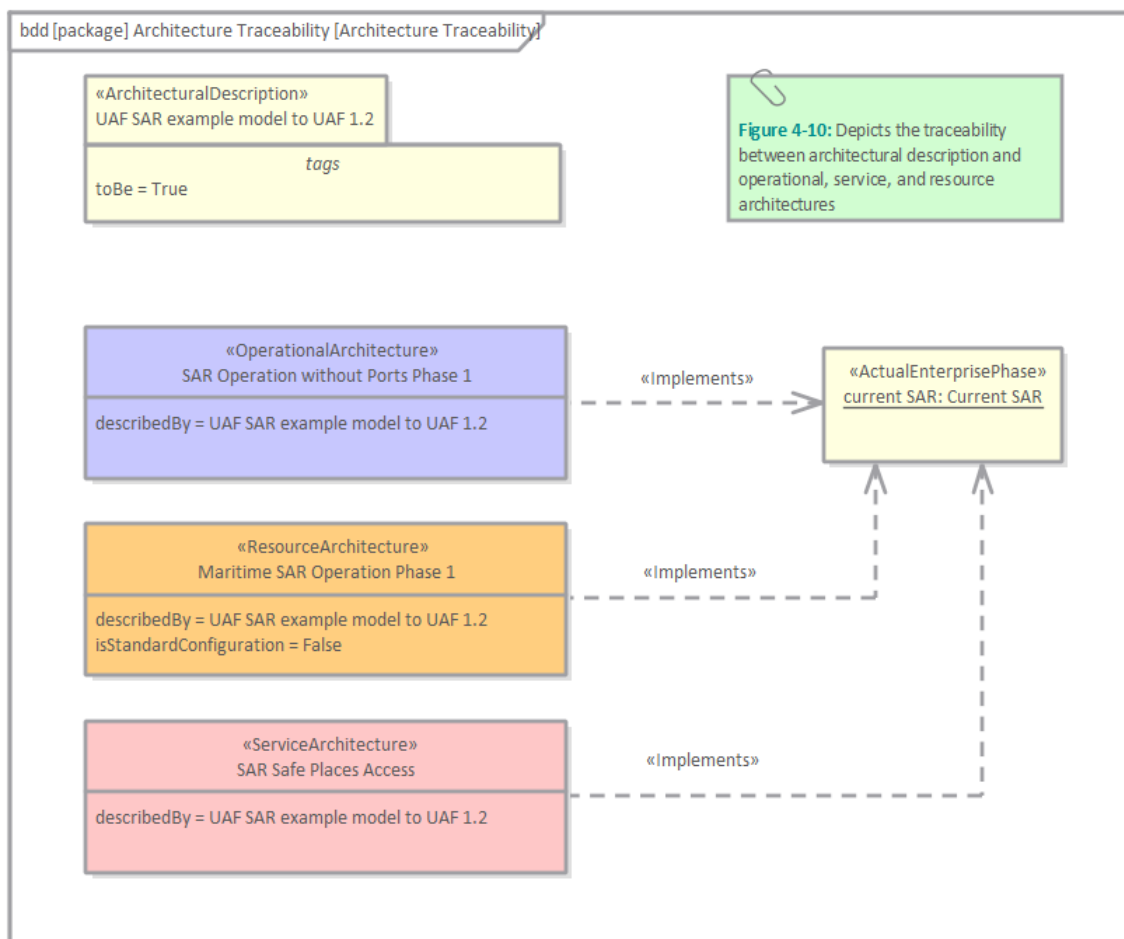 bdd [package] Architecture Traceability [Architecture Traceability]
«ArchitecturalDescription»
UAF SAR example model to UAF 1.2
tags
toBe = True
Figure 4-10: Depicts the traceability
between architectural description and
operational, service, and resource
architectures
«OperationalArchitecture»
SAR Operation without Ports Phase 1
describedBy = UAF SAR example model to UAF 1.2
«Implements»
«ActualEnterprisePhase»
current SAR: Current SAR
«ResourceArchitecture»
Maritime SAR Operation Phase 1
describedBy = UAF SAR example model to UAF 1.2
isStandardConfiguration = False
«Implements»
«ServiceArchitecture»
SAR Safe Places Access
describedBy = UAF SAR example model to UAF 1.2
«Implements»